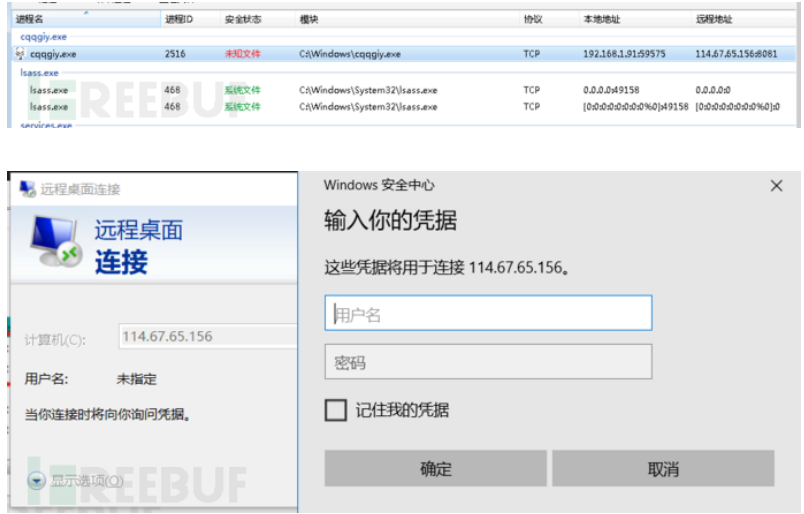 进程名 进程ID 安全状态 模块 协议 本地地址 远程地址
cqqgiy.exe
cqqgiy.exe 2516 未知文件 C:\Windows\cqqgiy.exe TCP 192.168.1.91:59575 114.67.65.156:8081
lsass.exe
lsass.exe 468 系统文件 C:\Windows\System32\lsass.exe TCP 0.0.0.0:49158 0.0.0.0:0
lsass.exe 468 系统文件 C:\Windows\System32\lsass.exe TCP [0:0:0:0:0:0:0:0%0]:49158 [0:0:0:0:0:0:0:0%0]:0
REEBUF
services.exe
远程桌面连接
远程桌面
连接
计算机(C): 114.67.65.156
用户名: 未指定
当你连接时将向你询问凭据。
显示选项(O)
REEBUF
Windows 安全中心
输入你的凭据
这些凭据将用于连接 114.67.65.156。
用户名
密码
记住我的凭据
确定 取消